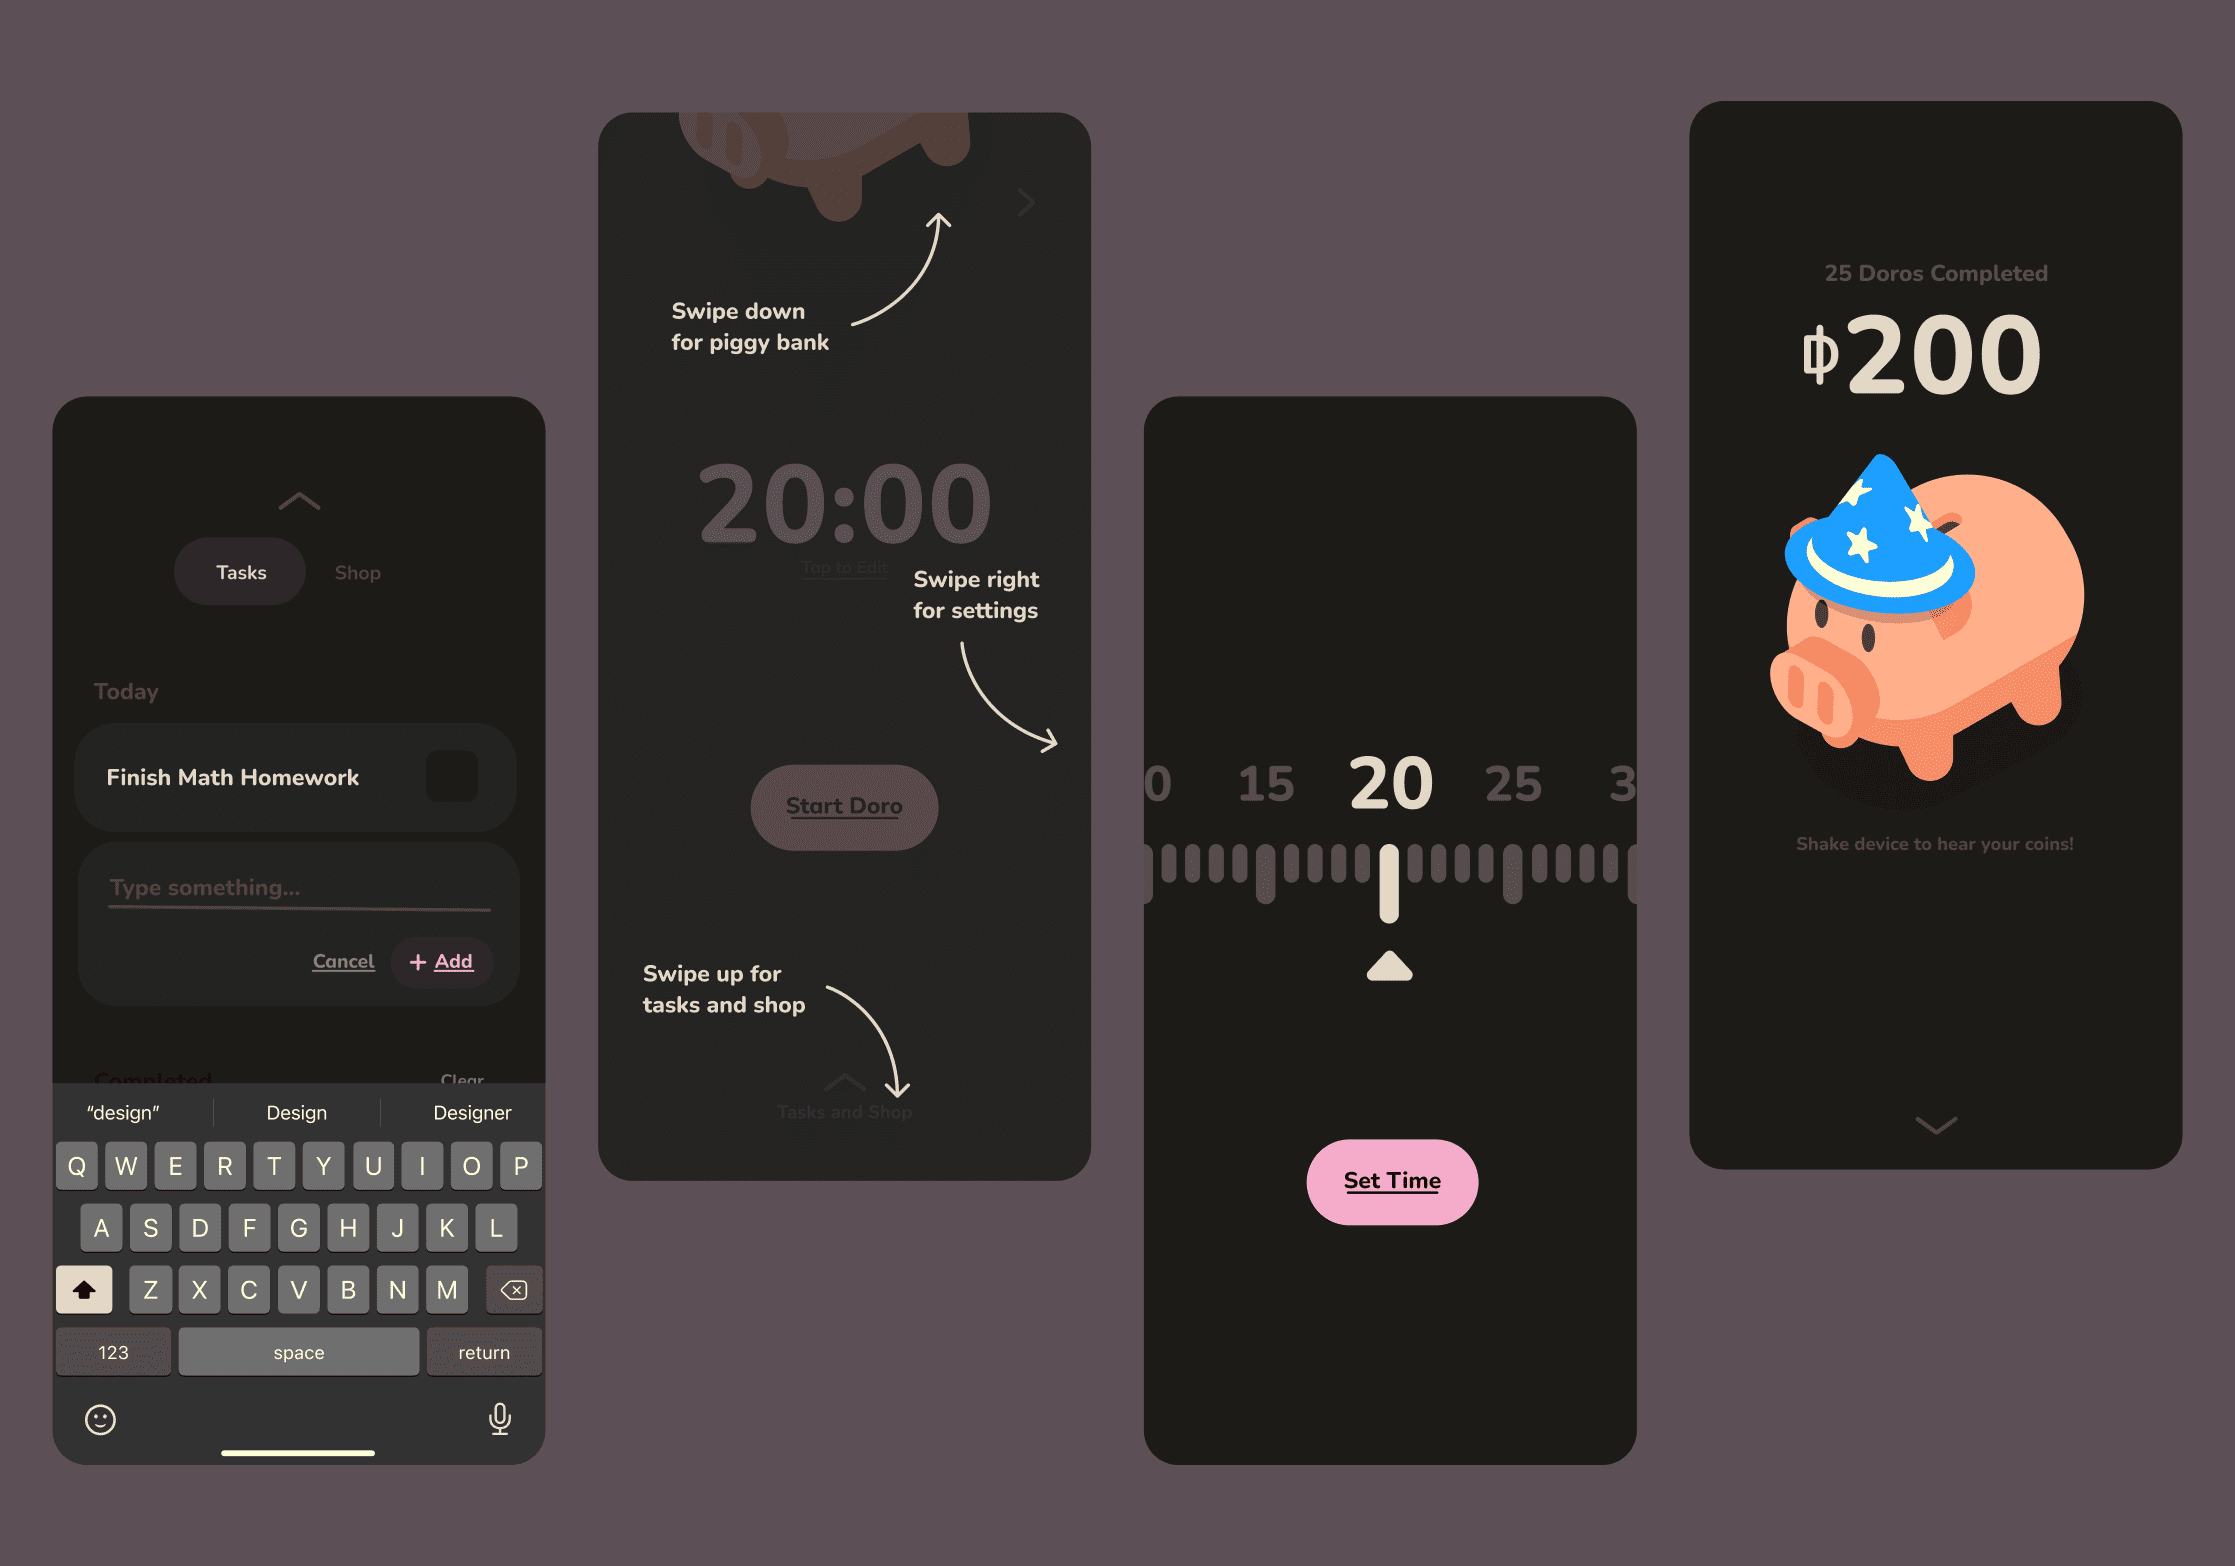 Tasks
Shop
Today
Finish Math Homework
Type something...
Cancel
+ Add
Completed
Clear
“design”
Design
Designer
Q W E R T Y U I O P
A S D F G H J K L
Z X C V B N M
123
space
return
Swipe down
for piggy bank
20:00
Tap to Edit
Swipe right
for settings
Start Doro
Swipe up for
tasks and shop
Tasks and Shop
0 15 20 25 3
Set Time
25 Doros Completed
200
Shake device to hear your coins!